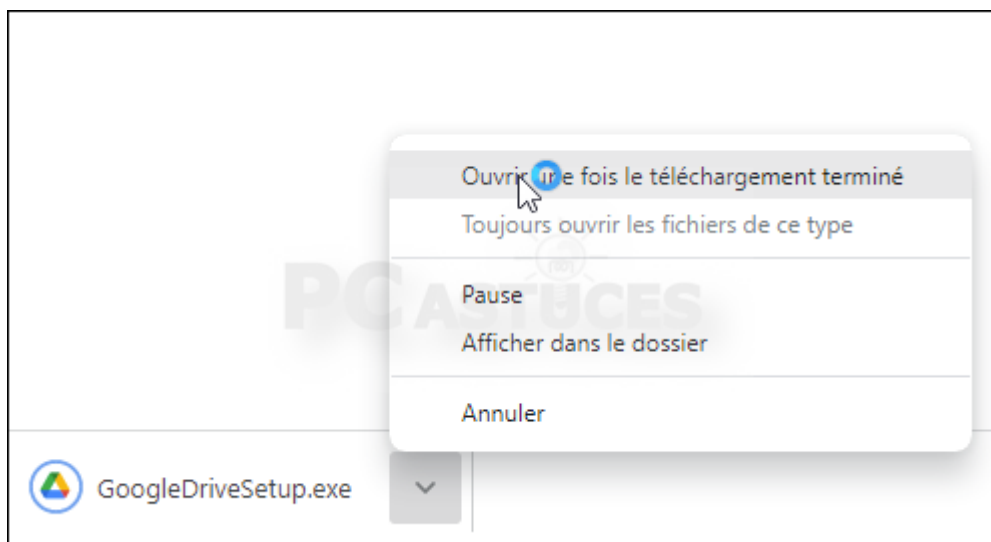 Ouvrir une fois le téléchargement terminé
Toujours ouvrir les fichiers de ce type
PC ASTUCES
Pause
Afficher dans le dossier
Annuler
GoogleDriveSetup.exe